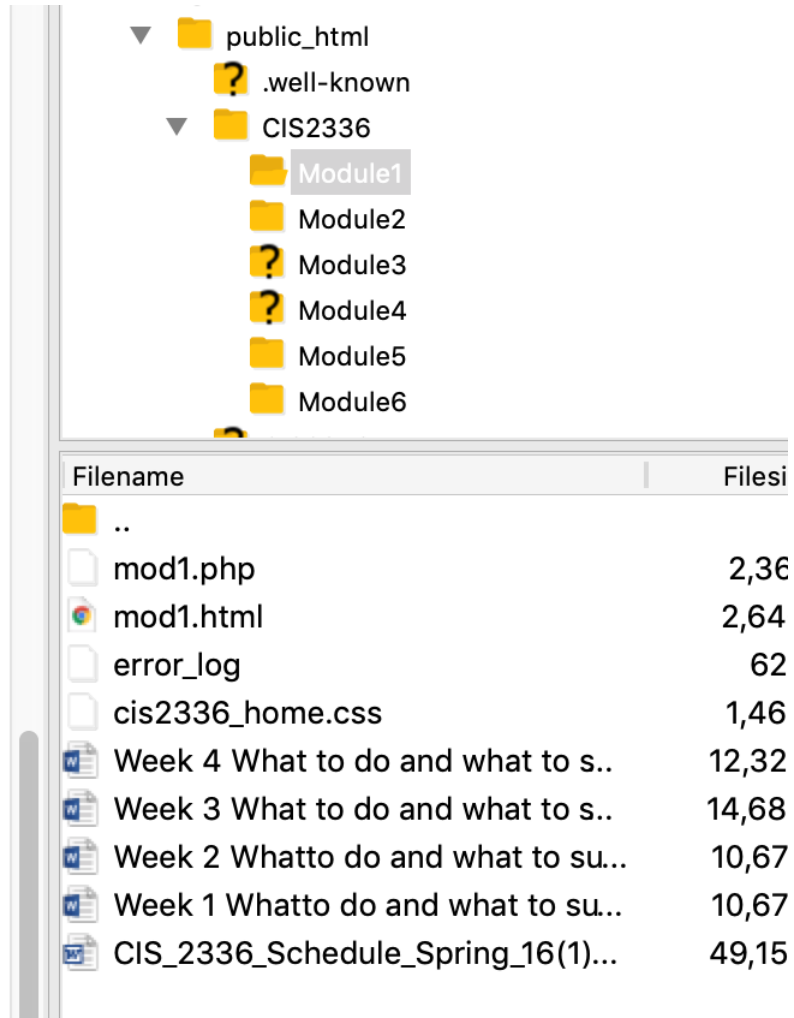 public_html
.well-known
CIS2336
Module1
Module2
Module3
Module4
Module5
Module6
Filename Filesi
..
mod1.php 2,36
mod1.html 2,64
error_log 62
cis2336_home.css 1,46
Week 4 What to do and what to s.. 12,32
Week 3 What to do and what to s.. 14,68
Week 2 Whatto do and what to su... 10,67
Week 1 Whatto do and what to su... 10,67
CIS_2336_Schedule_Spring_16(1)... 49,15